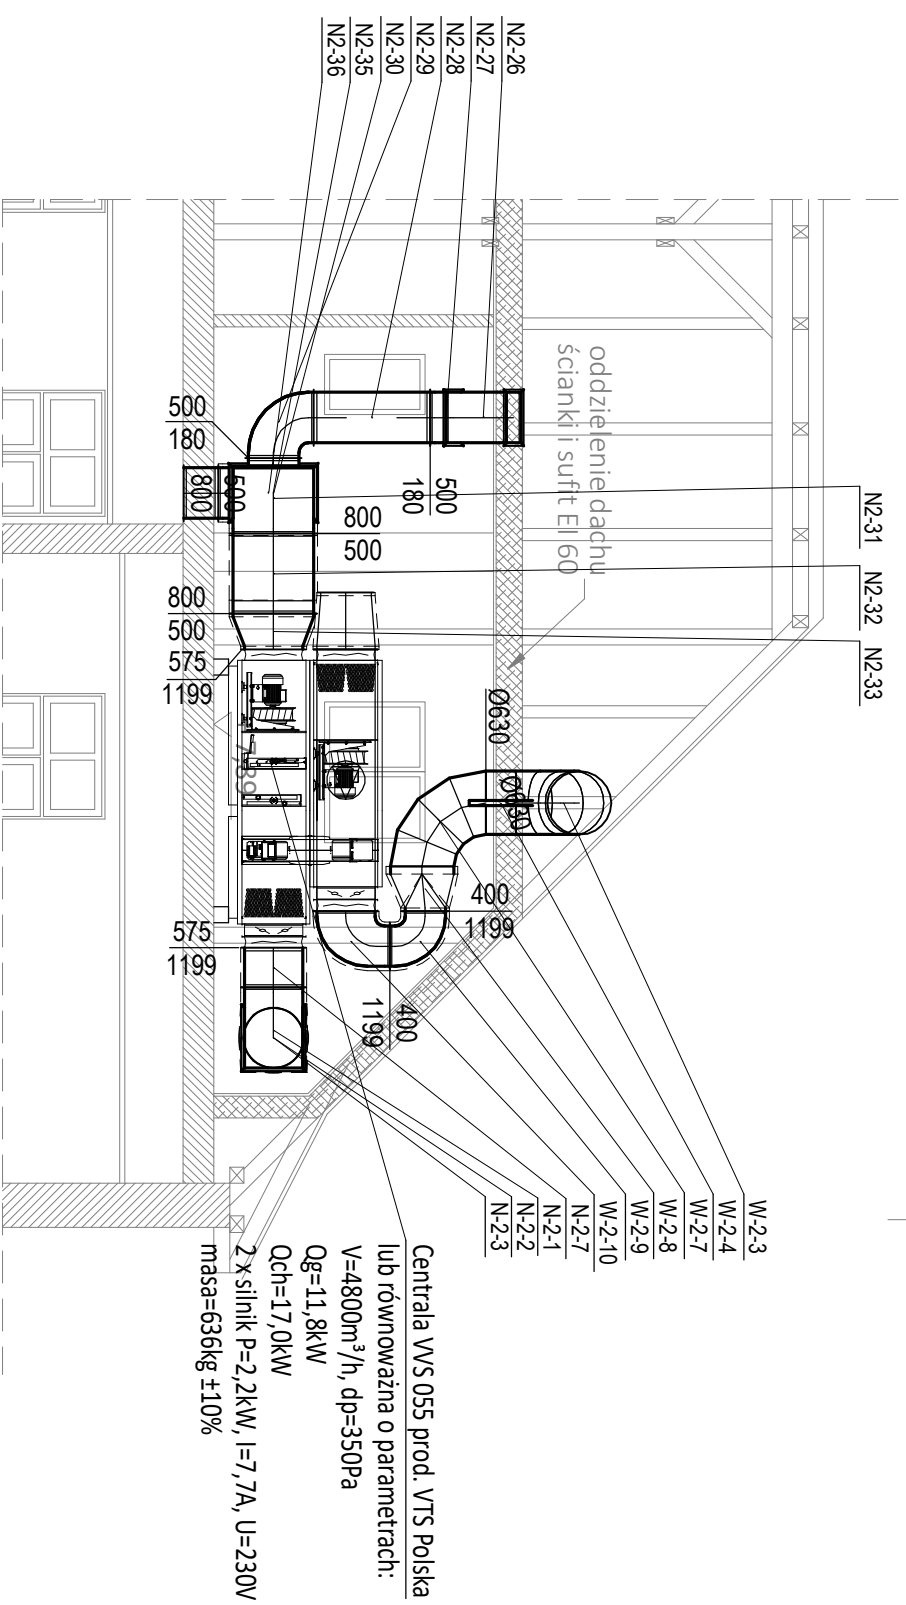 N2-26
N2-27
N2-28
N2-29
N2-30
N2-35
N2-36
N2-31
N2-32
N2-33
oddzielenie dachu
ścianki i sufit EI 60
500
180
500
180
500
800
800
500
800
500
575
1199
7,89
Ø630
Ø630
400
1199
400
1199
575
1199
W-2-3
W-2-4
W-2-7
W-2-8
W-2-9
W-2-10
N-2-7
N-2-1
N-2-2
N-2-3
Centrala VVS 055 prod. VTS Polska
lub równoważna o parametrach:
V=4800m³/h, dp=350Pa
Qg=11,8kW
Qch=17,0kW
2 x silnik P=2,2kW, I=7,7A, U=230V
masa=636kg ±10%